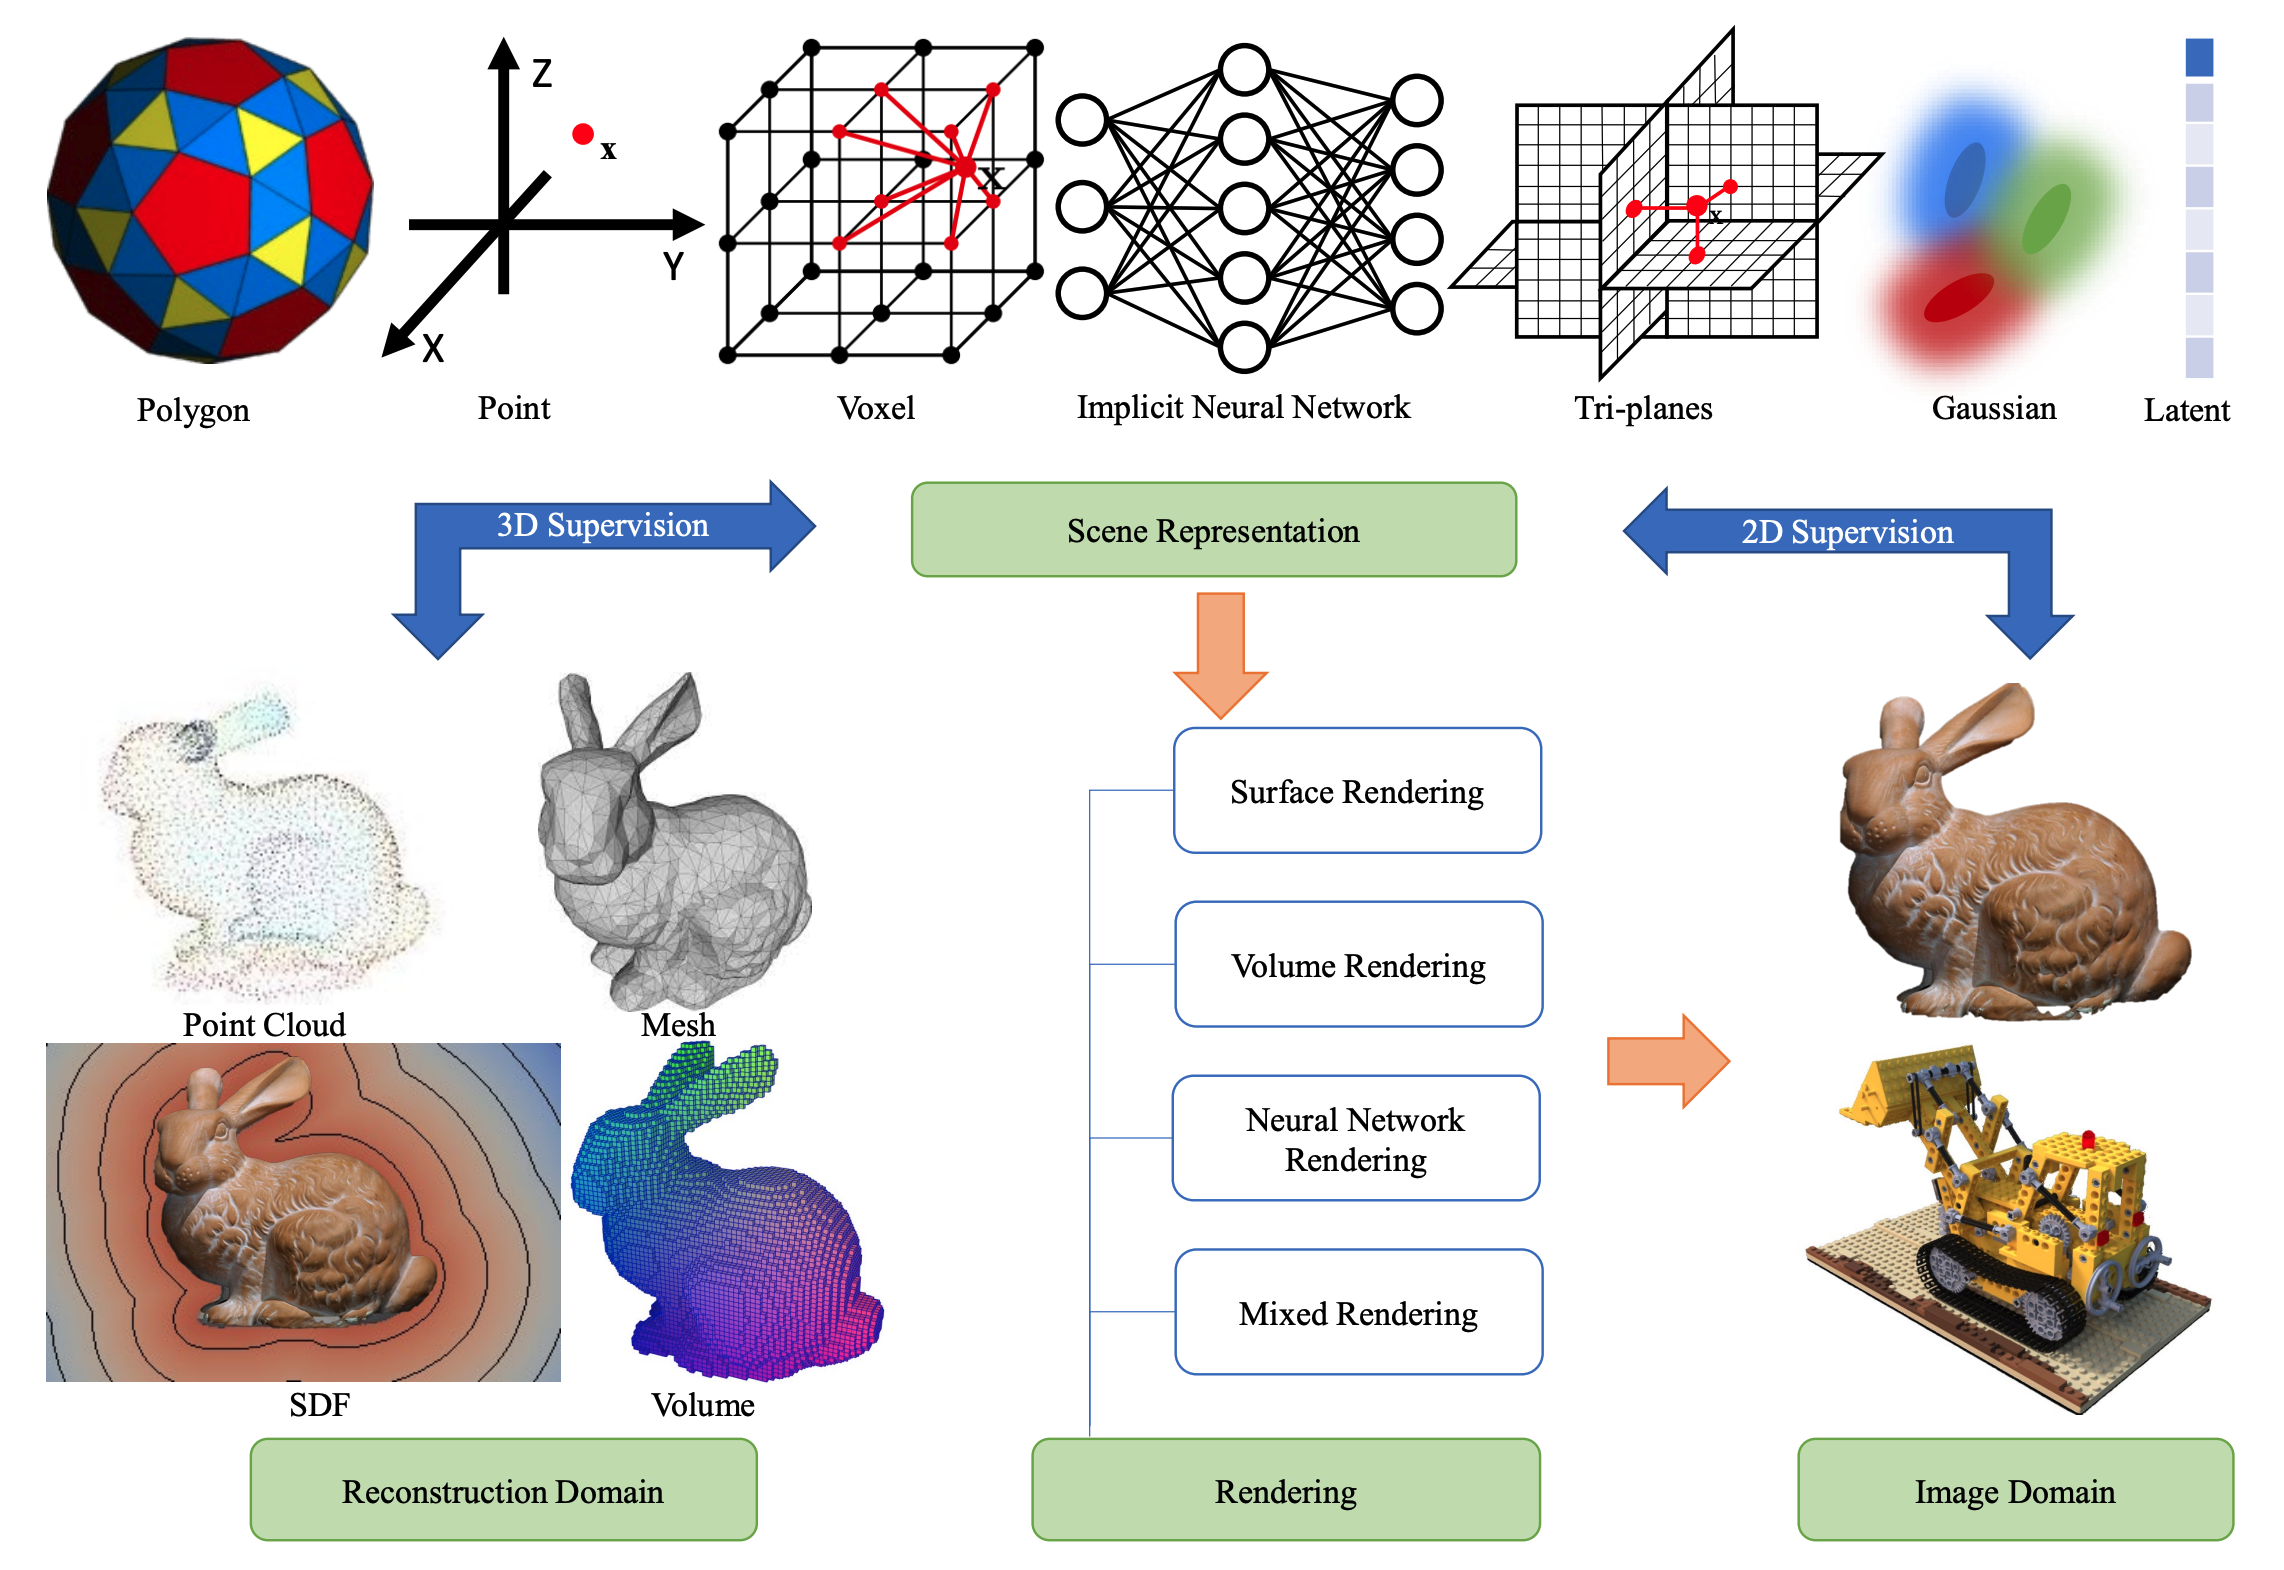 Z
x
Y
X
x
x
Polygon
Point
Voxel
Implicit Neural Network
Tri-planes
Gaussian
Latent
3D Supervision
Scene Representation
2D Supervision
Surface Rendering
Volume Rendering
Neural Network
Rendering
Mixed Rendering
Point Cloud
Mesh
SDF
Volume
Reconstruction Domain
Rendering
Image Domain